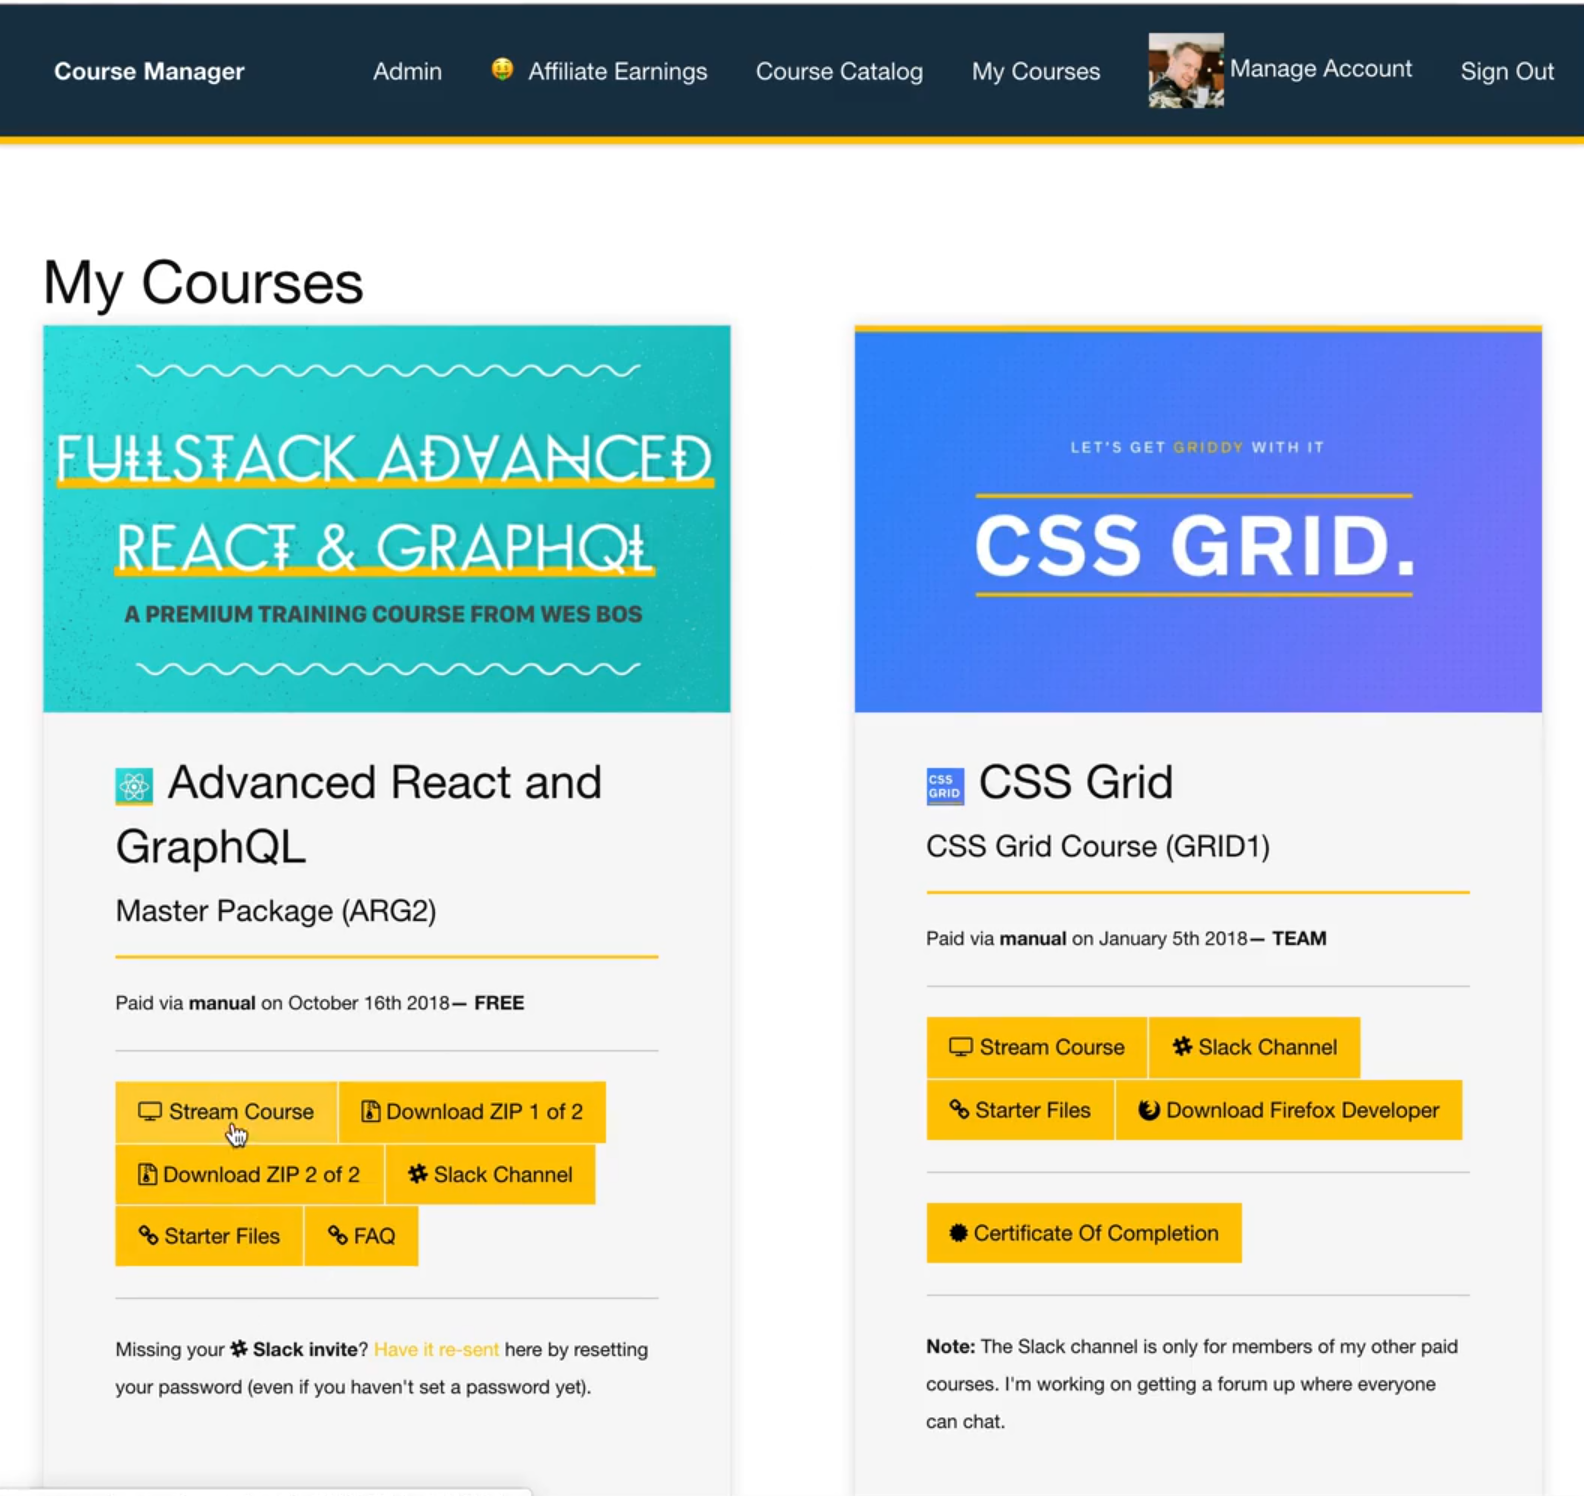 Course Manager
Admin
Affiliate Earnings
Course Catalog
My Courses
Manage Account
Sign Out
My Courses
FULLSTACK ADVANCED
REACT & GRAPHQL
A PREMIUM TRAINING COURSE FROM WES BOS
Advanced React and
GraphQL
Master Package (ARG2)
Paid via manual on October 16th 2018— FREE
Stream Course
Download ZIP 1 of 2
Download ZIP 2 of 2
Slack Channel
Starter Files
FAQ
Missing your Slack invite? Have it re-sent here by resetting
your password (even if you haven't set a password yet).
LET'S GET GRIDDY WITH IT
CSS GRID.
CSS
GRID
CSS Grid
CSS Grid Course (GRID1)
Paid via manual on January 5th 2018— TEAM
Stream Course
Slack Channel
Starter Files
Download Firefox Developer
Certificate Of Completion
Note: The Slack channel is only for members of my other paid
courses. I'm working on getting a forum up where everyone
can chat.